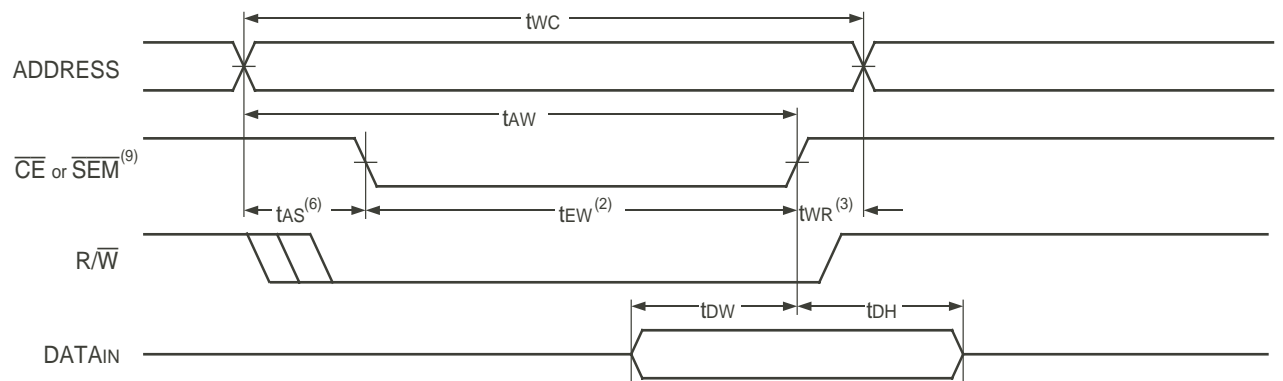 tWC
ADDRESS
tAW
CE or SEM(9)
tAS(6) tEW(2) tWR(3)
R/W
tDW tDH
DATAIN